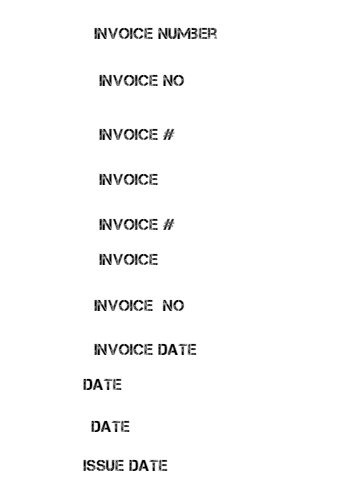 INVOICE NUMBER
INVOICE NO
INVOICE #
INVOICE
INVOICE #
INVOICE
INVOICE NO
INVOICE DATE
DATE
DATE
ISSUE DATE